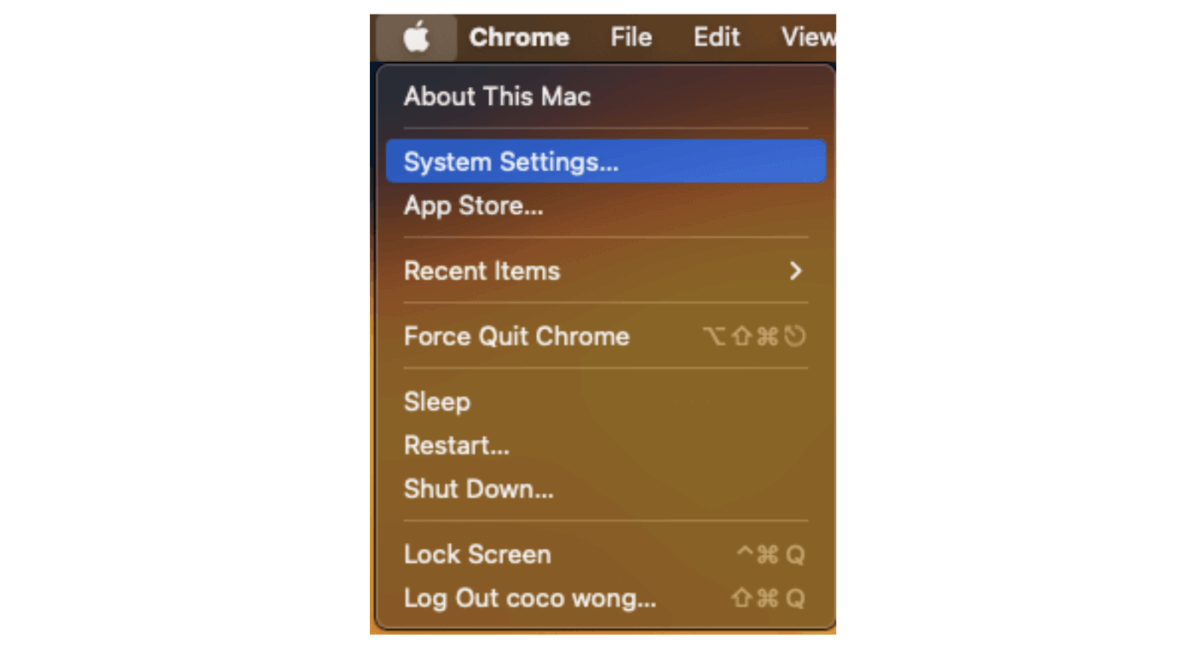 Chrome File Edit View
About This Mac
System Settings...
App Store...
Recent Items
Force Quit Chrome ⌥⇧⌘⎋
Sleep
Restart...
Shut Down...
Lock Screen ^⌘Q
Log Out coco wong... ⇧⌘Q